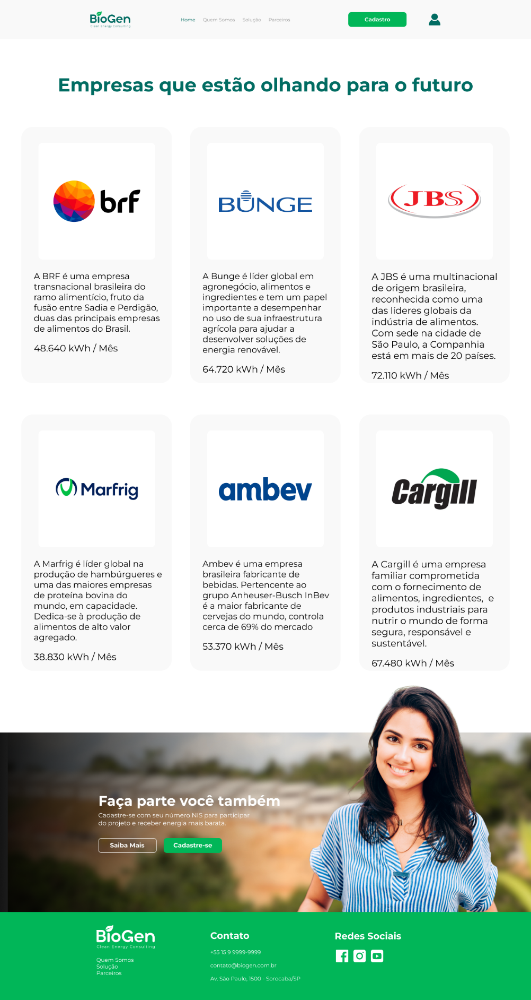 BioGen
Clean Energy Consulting
Home
Quem Somos
Solução
Parceiros
Cadastro
Empresas que estão olhando para o futuro
brf
BUNGE
JBS
A BRF é uma empresa
transnacional brasileira do
ramo alimentício, fruto da
fusão entre Sadia e Perdigão,
duas das principais empresas
de alimentos do Brasil.
48.640 kWh / Mês
A Bunge é líder global em
agronegócio, alimentos e
ingredientes e tem um papel
importante a desempenhar
no uso de sua infraestrutura
agrícola para ajudar a
desenvolver soluções de
energia renovável.
64.720 kWh / Mês
A JBS é uma multinacional
de origem brasileira,
reconhecida como uma
das líderes globais da
indústria de alimentos.
Com sede na cidade de
São Paulo, a Companhia
está em mais de 20 países.
72.110 kWh / Mês
Marfrig
ambev
Cargill
A Marfrig é líder global na
produção de hambúrgueres e
uma das maiores empresas
de proteína bovina do
mundo, em capacidade.
Dedica-se à produção de
alimentos de alto valor
agregado.
38.830 kWh / Mês
Ambev é uma empresa
brasileira fabricante de
bebidas. Pertencente ao
grupo Anheuser-Busch InBev
é a maior fabricante de
cervejas do mundo, controla
cerca de 69% do mercado
53.370 kWh / Mês
A Cargill é uma empresa
familiar comprometida
com o fornecimento de
alimentos, ingredientes,  e
produtos industriais para
nutrir o mundo de forma
segura, responsável e
sustentável.
67.480 kWh / Mês
Faça parte você também
Cadastre-se com seu número NIS para participar
do projeto e receber energia mais barata.
Saiba Mais
Cadastre-se
BioGen
Clean Energy Consulting
Quem Somos
Solução
Parceiros
Contato
+55 15 9 9999-9999
contato@biogen.com.br
Av. São Paulo, 1500 - Sorocaba/SP
Redes Sociais